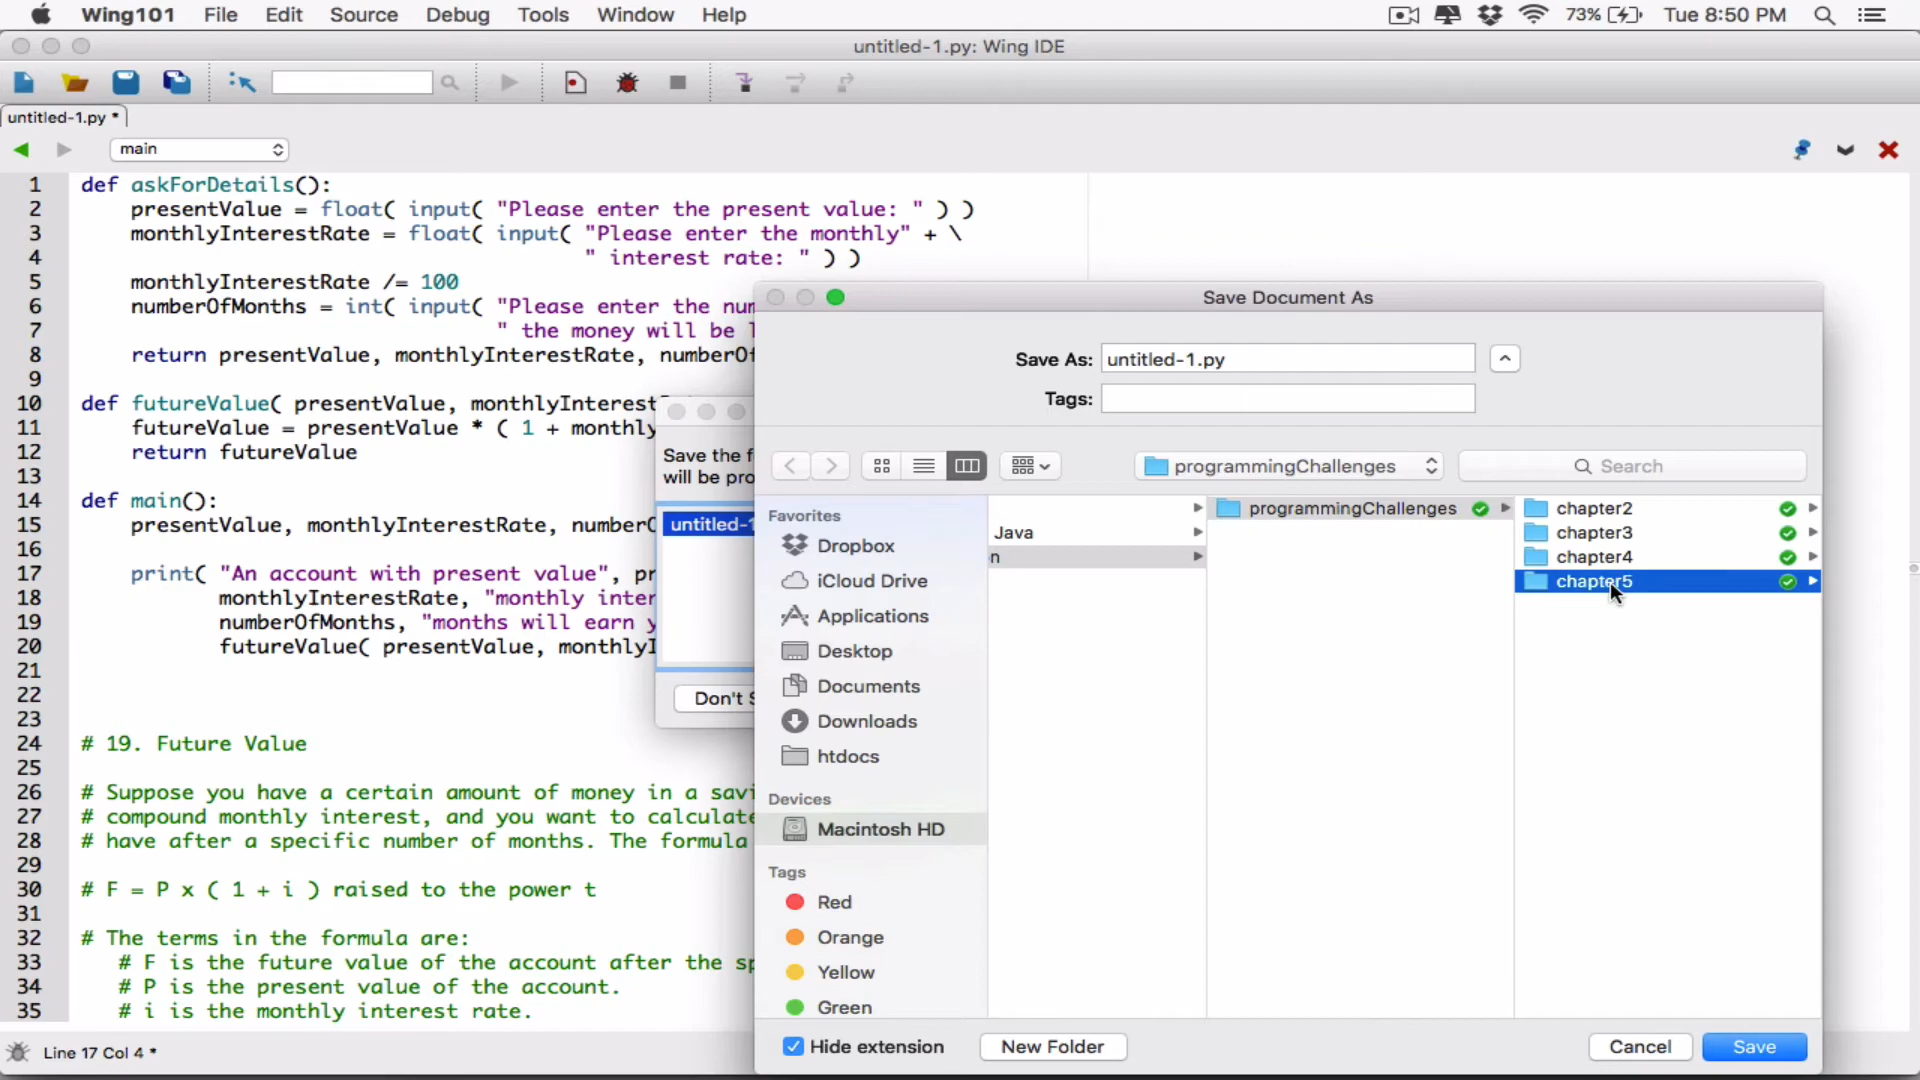 Wing101 File Edit Source Debug Tools Window Help 73% Tue 8:50 PM
untitled-1.py: Wing IDE
untitled-1.py *
main
1 def askForDetails():
2 presentValue = float( input( "Please enter the present value: " ) )
3 monthlyInterestRate = float( input( "Please enter the monthly" + \
4 " interest rate: " ) )
5 monthlyInterestRate /= 100
6 numberOfMonths = int( input( "Please enter the num
7 " the money will be l
8 return presentValue, monthlyInterestRate, numberOf
9
10 def futureValue( presentValue, monthlyInterest
11 futureValue = presentValue * ( 1 + monthly
12 return futureValue
13
14 def main():
15 presentValue, monthlyInterestRate, number
16
17 print( "An account with present value", pr
18 monthlyInterestRate, "monthly inter
19 numberOfMonths, "months will earn y
20 futureValue( presentValue, monthlyI
21
22
23
24 # 19. Future Value
25
26 # Suppose you have a certain amount of money in a savi
27 # compound monthly interest, and you want to calculate
28 # have after a specific number of months. The formula
29
30 # F = P x ( 1 + i ) raised to the power t
31
32 # The terms in the formula are:
33 # F is the future value of the account after the sp
34 # P is the present value of the account.
35 # i is the monthly interest rate.
Line 17 Col 4 *
Save the f
will be pro
untitled-1
Don't S
Save Document As
Save As: untitled-1.py
Tags:
programmingChallenges
Search
Favorites
Dropbox
iCloud Drive
Applications
Desktop
Documents
Downloads
htdocs
Devices
Macintosh HD
Tags
Red
Orange
Yellow
Green
Java
n
programmingChallenges
chapter2
chapter3
chapter4
chapter5
Hide extension
New Folder
Cancel
Save